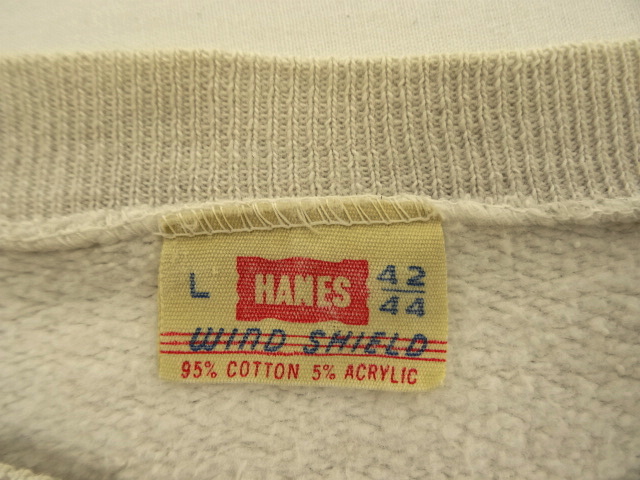 L HANES 42/44
WIND SHIELD
95% COTTON 5% ACRYLIC